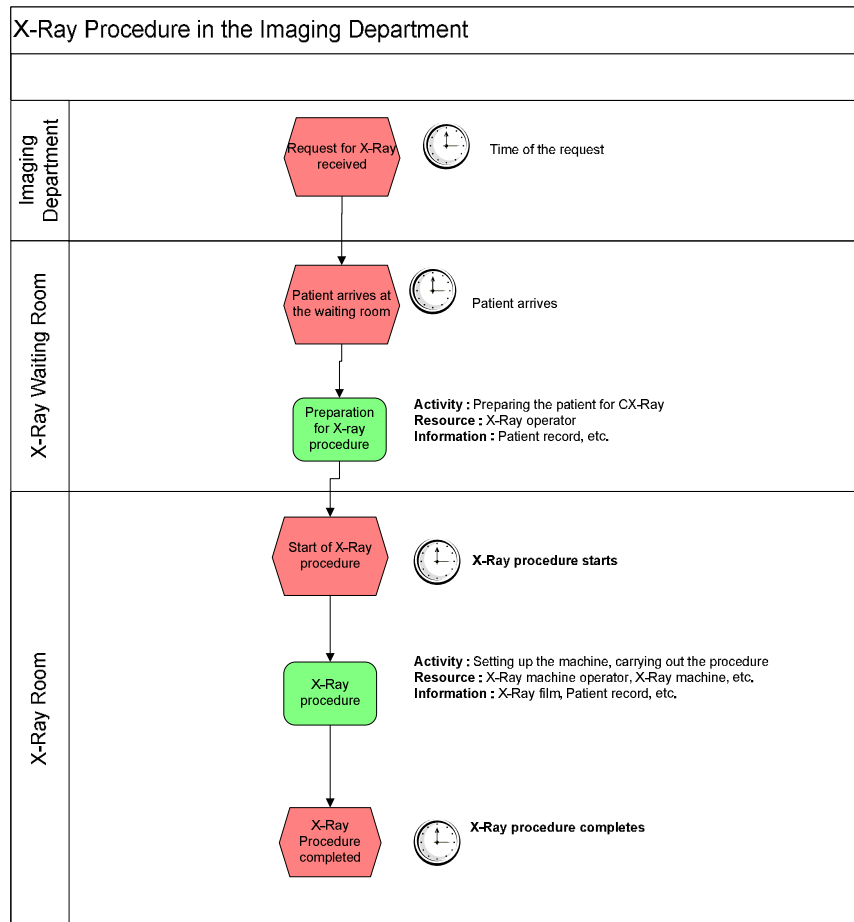 X-Ray Procedure in the Imaging Department
Imaging
Department
Request for X-Ray
received
Time of the request
X-Ray Waiting Room
Patient arrives at
the waiting room
Patient arrives
Preparation
for X-ray
procedure
Activity : Preparing the patient for CX-Ray
Resource : X-Ray operator
Information : Patient record, etc.
X-Ray Room
Start of X-Ray
procedure
X-Ray procedure starts
X-Ray
procedure
Activity : Setting up the machine, carrying out the procedure
Resource : X-Ray machine operator, X-Ray machine, etc.
Information : X-Ray film, Patient record, etc.
X-Ray
Procedure
completed
X-Ray procedure completes